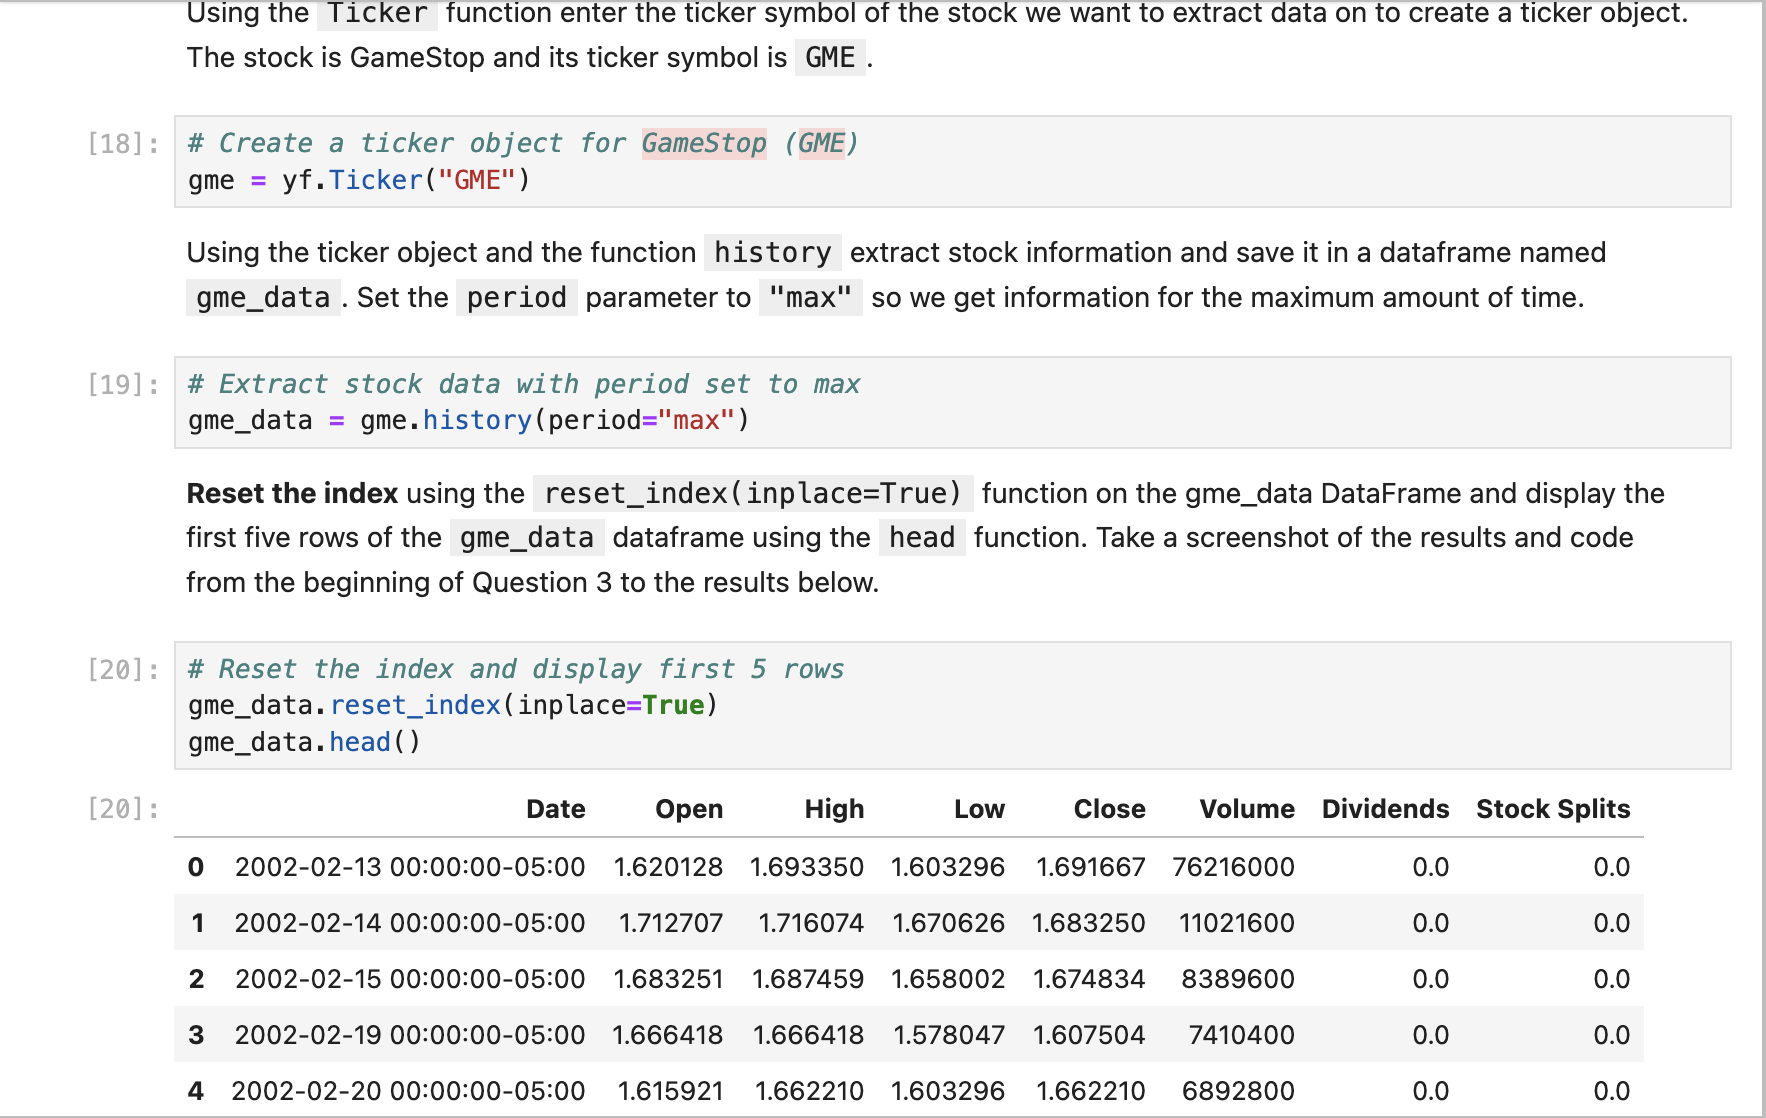 Using the Ticker function enter the ticker symbol of the stock we want to extract data on to create a ticker object.
The stock is GameStop and its ticker symbol is GME .
[18]: # Create a ticker object for GameStop (GME)
gme = yf.Ticker("GME")
Using the ticker object and the function history extract stock information and save it in a dataframe named
gme_data . Set the period parameter to "max" so we get information for the maximum amount of time.
[19]: # Extract stock data with period set to max
gme_data = gme.history(period="max")
Reset the index using the reset_index(inplace=True) function on the gme_data DataFrame and display the
first five rows of the gme_data dataframe using the head function. Take a screenshot of the results and code
from the beginning of Question 3 to the results below.
[20]: # Reset the index and display first 5 rows
gme_data.reset_index(inplace=True)
gme_data.head()
[20]: Date Open High Low Close Volume Dividends Stock Splits
0 2002-02-13 00:00:00-05:00 1.620128 1.693350 1.603296 1.691667 76216000 0.0 0.0
1 2002-02-14 00:00:00-05:00 1.712707 1.716074 1.670626 1.683250 11021600 0.0 0.0
2 2002-02-15 00:00:00-05:00 1.683251 1.687459 1.658002 1.674834 8389600 0.0 0.0
3 2002-02-19 00:00:00-05:00 1.666418 1.666418 1.578047 1.607504 7410400 0.0 0.0
4 2002-02-20 00:00:00-05:00 1.615921 1.662210 1.603296 1.662210 6892800 0.0 0.0